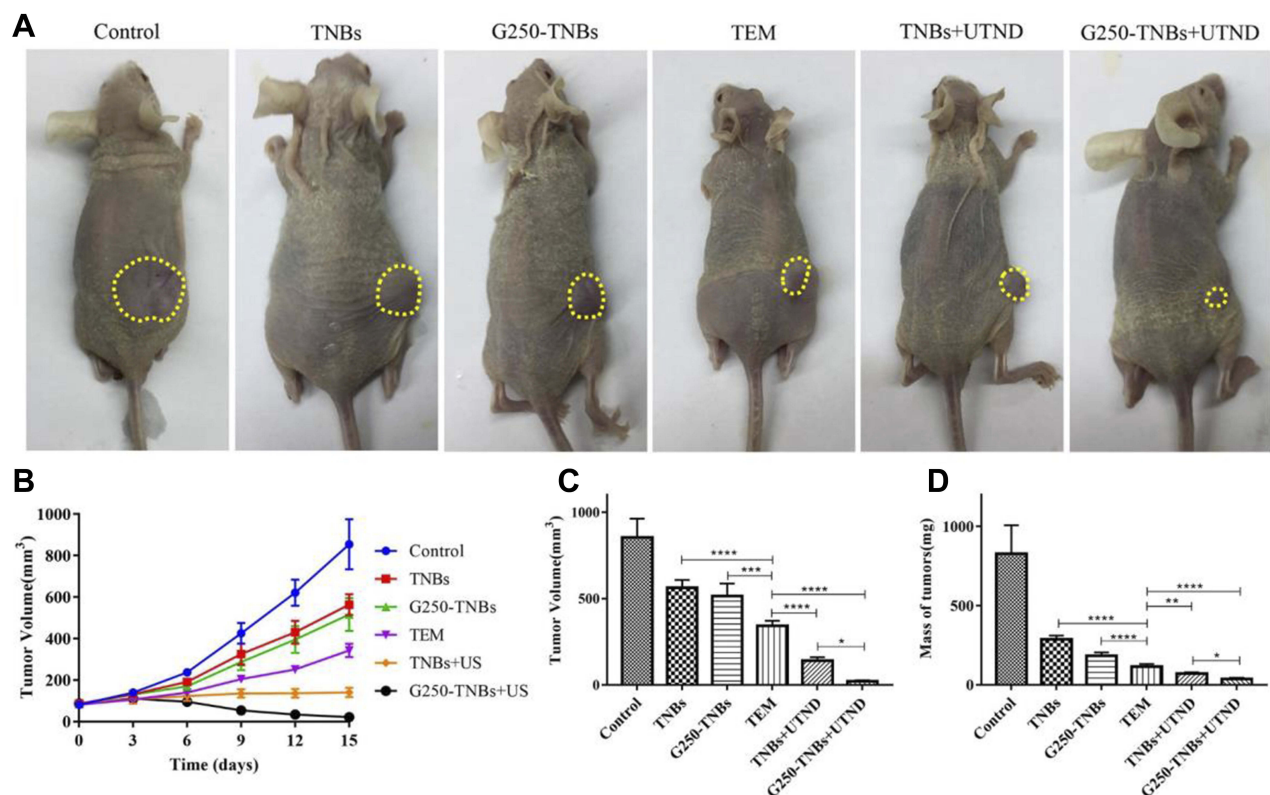 A
Control
TNBs
G250-TNBs
TEM
TNBs+UTND
G250-TNBs+UTND
B
Tumor Volume(mm3)
1000
800
600
400
200
0
0 3 6 9 12 15
Time (days)
Control
TNBs
G250-TNBs
TEM
TNBs+US
G250-TNBs+US
C
Tumor Volume(mm3)
1000
500
0
****
***
****
****
*
Control
TNBs
G250-TNBs
TEM
TNBs+UTND
G250-TNBs+UTND
D
Mass of tumors(mg)
1000
500
0
****
**
****
****
*
Control
TNBs
G250-TNBs
TEM
TNBs+UTND
G250-TNBs+UTND